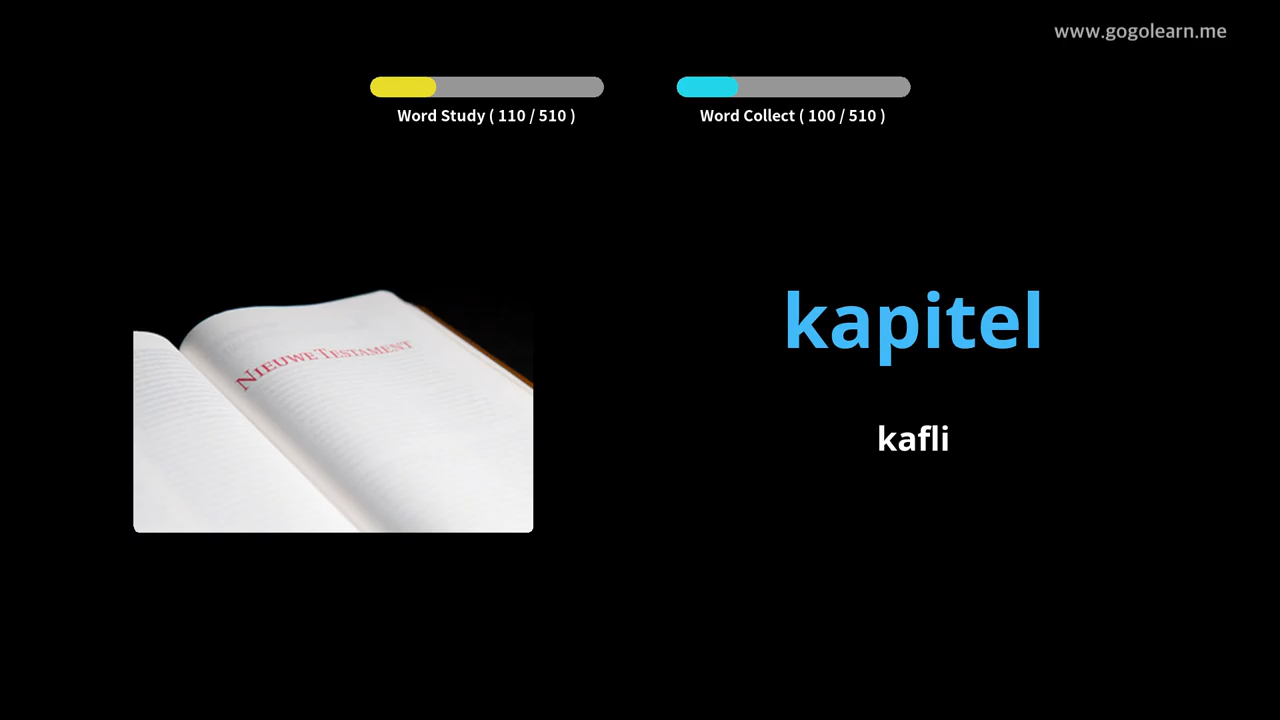 www.gogolearn.me
Word Study ( 110 / 510 )
Word Collect ( 100 / 510 )
NIEUWE TESTAMENT
kapitel
kafli